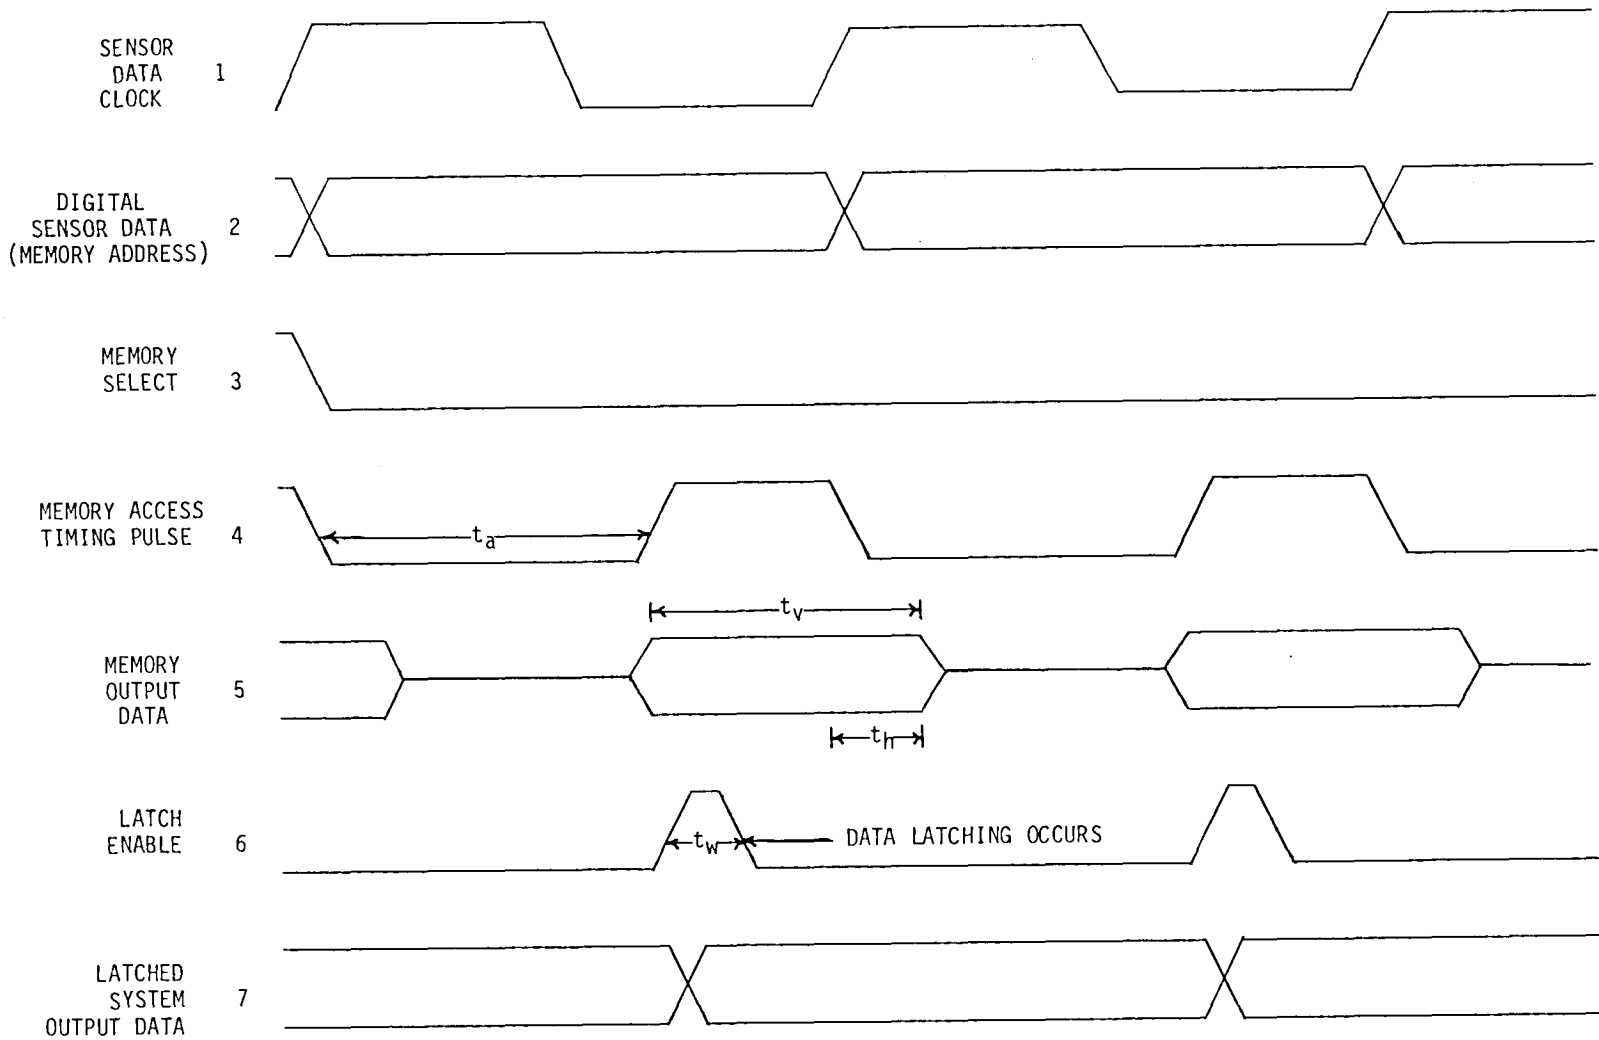 SENSOR
DATA 1
CLOCK
DIGITAL
SENSOR DATA 2
(MEMORY ADDRESS)
MEMORY
SELECT 3
MEMORY ACCESS
TIMING PULSE 4
ta
tv
MEMORY
OUTPUT 5
DATA
th
LATCH
ENABLE 6
tw
DATA LATCHING OCCURS
LATCHED
SYSTEM 7
OUTPUT DATA